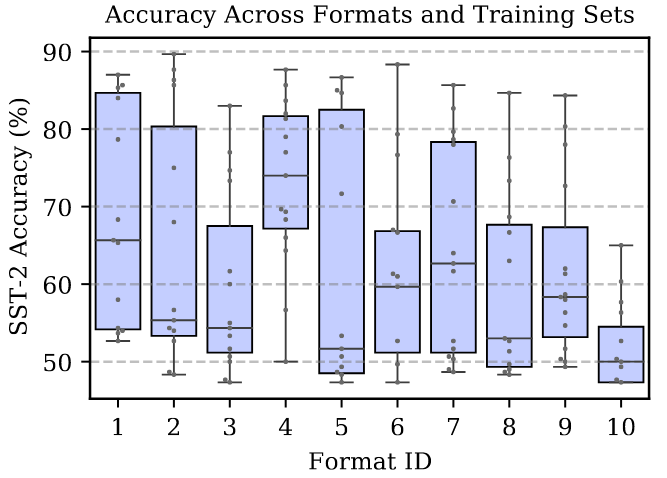 Accuracy Across Formats and Training Sets
SST-2 Accuracy (%)
90
80
70
60
50
1 2 3 4 5 6 7 8 9 10
Format ID